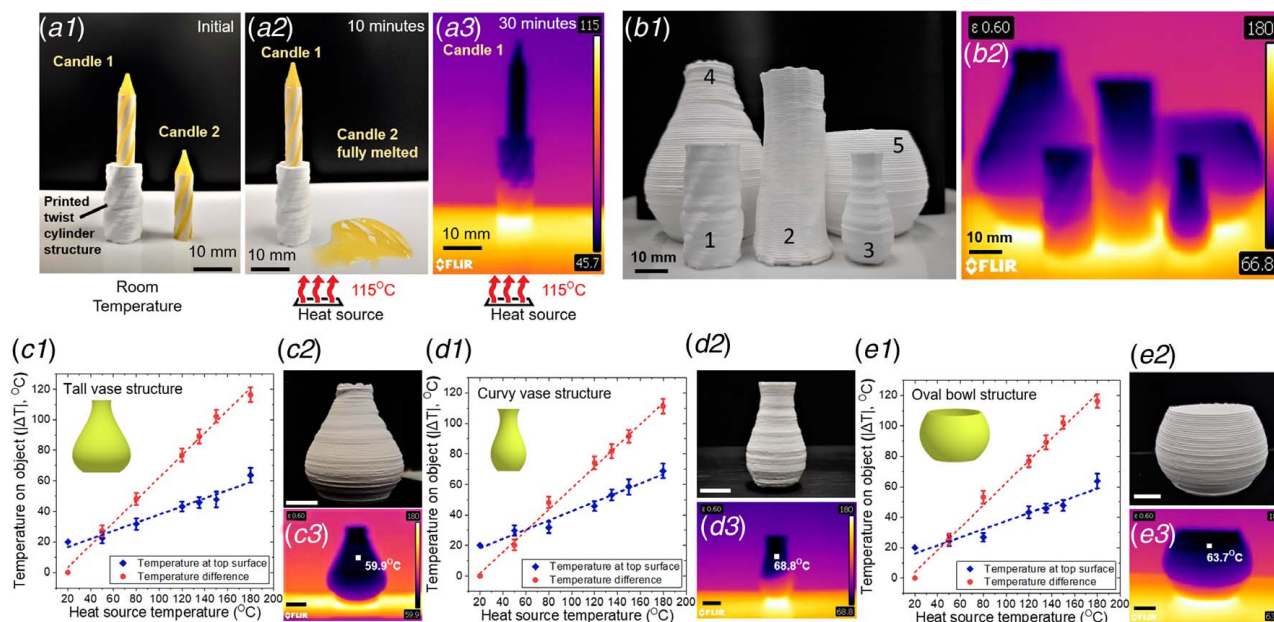 (a1)
Initial
Candle 1
Candle 2
Printed
twist
cylinder
structure
10 mm
Room
Temperature
(a2)
10 minutes
Candle 1
Candle 2
fully melted
10 mm
115°C
Heat source
(a3)
30 minutes
115
Candle 1
10 mm
45.7
FLIR
115°C
Heat source
(b1)
4
5
1
2
3
10 mm
(b2)
ε 0.60
180
10 mm
FLIR
66.8
(c1)
Tall vase structure
Temperature on object (|ΔT|, °C)
120
100
80
60
40
20
0
Temperature at top surface
Temperature difference
20 40 60 80 100 120 140 160 180 200
Heat source temperature (°C)
(c2)
(c3)
ε 0.60
180
59.9°C
FLIR
59.9
(d1)
Curvy vase structure
Temperature on object (|ΔT|, °C)
120
100
80
60
40
20
0
Temperature at top surface
Temperature difference
20 40 60 80 100 120 140 160 180 200
Heat source temperature (°C)
(d2)
(d3)
ε 0.60
180
68.8°C
FLIR
68.8
(e1)
Oval bowl structure
Temperature on object (|ΔT|, °C)
120
100
80
60
40
20
0
Temperature at top surface
Temperature difference
20 40 60 80 100 120 140 160 180 200
Heat source temperature (°C)
(e2)
(e3)
ε 0.60
63.7°C
FLIR